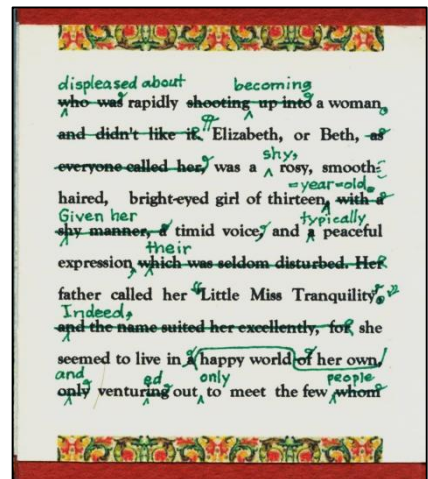 displeased about becoming
who was rapidly shooting up into a woman,
and didn't like it. ¶ Elizabeth, or Beth, as
shy,
everyone called her, was a rosy, smooth-
=year=old.
haired, bright-eyed girl of thirteen, with a
Given her typically
shy manner, a timid voice, and a peaceful
their
expression, which was seldom disturbed. Her
father called her "Little Miss Tranquility",
Indeed,
and the name suited her excellently, for she
seemed to live in a happy world of her own,
and ed only people
only venturing out to meet the few whom